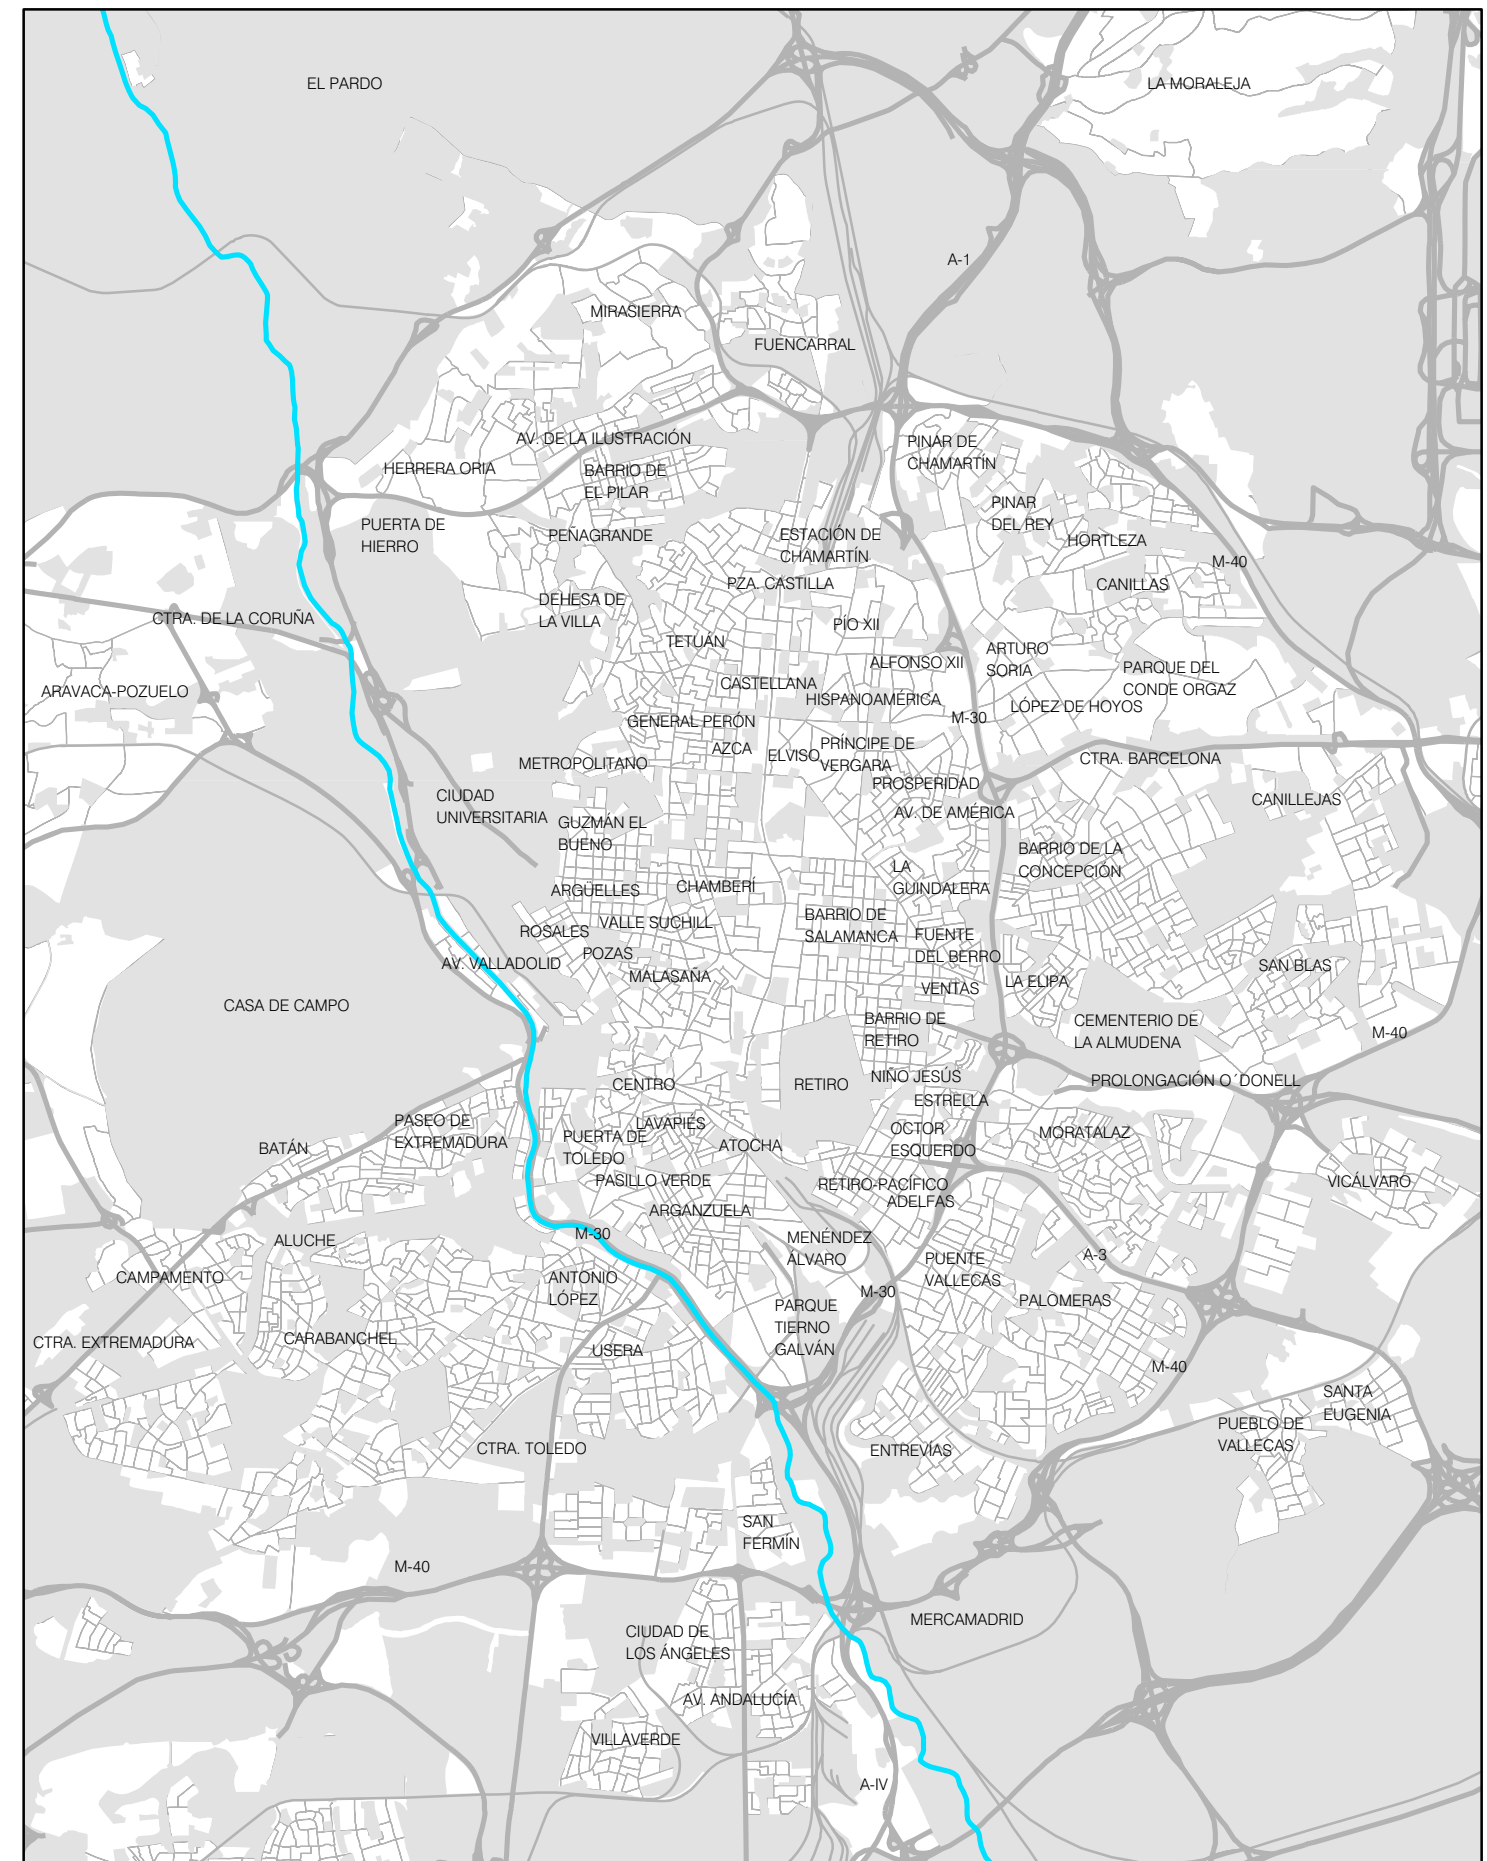 EL PARDO
LA MORALEJA
A-1
MIRASIERRA
FUENCARRAL
AV. DE LA ILUSTRACIÓN
PINAR DE
CHAMARTÍN
HERRERA ORIA
BARRIO DE
EL PILAR
PINAR
DEL REY
PUERTA DE
HIERRO
PEÑAGRANDE
ESTACIÓN DE
CHAMARTÍN
HORTLEZA
M-40
PZA. CASTILLA
CANILLAS
DEHESA DE
LA VILLA
CTRA. DE LA CORUÑA
PÍO XII
TETUÁN
ARTURO
SORIA
ALFONSO XII
PARQUE DEL
CONDE ORGAZ
ARAVACA-POZUELO
CASTELLANA
HISPANOAMÉRICA
LÓPEZ DE HOYOS
GENERAL PERÓN
M-30
AZCA
ELVISO
PRÍNCIPE DE
VERGARA
METROPOLITANO
CTRA. BARCELONA
PROSPERIDAD
CIUDAD
UNIVERSITARIA
CANILLEJAS
AV. DE AMÉRICA
GUZMÁN EL
BUENO
BARRIO DE LA
CONCEPCIÓN
LA
GUINDALERA
ARGÜELLES
CHAMBERÍ
BARRIO DE
SALAMANCA
VALLE SUCHILL
ROSALES
FUENTE
DEL BERRO
POZAS
AV. VALLADOLID
SAN BLAS
MALASAÑA
LA ELIPA
VENTAS
CASA DE CAMPO
BARRIO DE
RETIRO
CEMENTERIO DE
LA ALMUDENA
M-40
NIÑO JESÚS
CENTRO
RETIRO
PROLONGACIÓN O´DONELL
ESTRELLA
PASEO DE
EXTREMADURA
LAVAPIÉS
OCTOR
ESQUERDO
MORATALAZ
BATÁN
PUERTA DE
TOLEDO
ATOCHA
PASILLO VERDE
RETIRO-PACÍFICO
VICÁLVARO
ADELFAS
ARGANZUELA
M-30
ALUCHE
MENÉNDEZ
ÁLVARO
PUENTE
VALLECAS
A-3
CAMPAMENTO
ANTONIO
LÓPEZ
M-30
PALOMERAS
PARQUE
TIERNO
GALVÁN
CTRA. EXTREMADURA
CARABANCHEL
USERA
M-40
SANTA
EUGENIA
PUEBLO DE
VALLECAS
CTRA. TOLEDO
ENTREVÍAS
SAN
FERMÍN
M-40
MERCAMADRID
CIUDAD DE
LOS ÁNGELES
AV. ANDALUCÍA
VILLAVERDE
A-IV